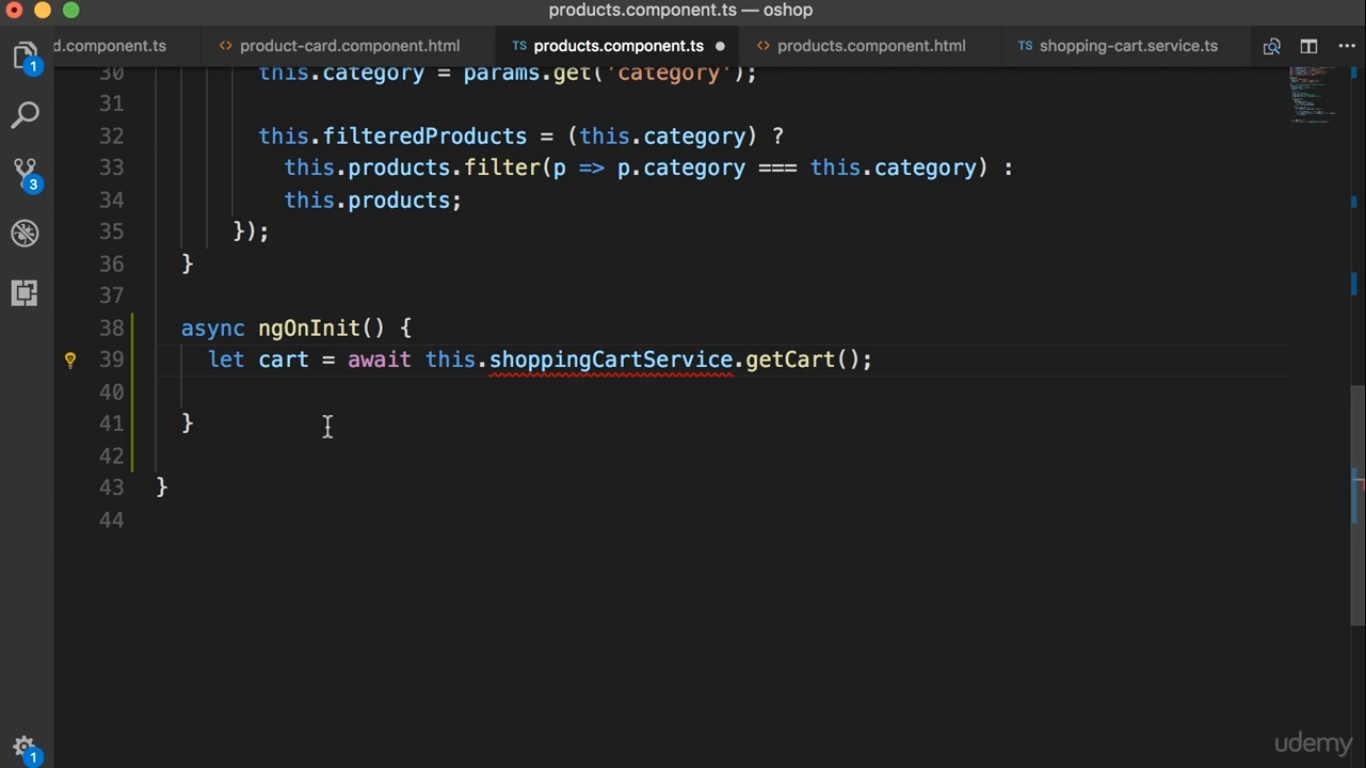 products.component.ts — oshop
d.component.ts <> product-card.component.html TS products.component.ts <> products.component.html TS shopping-cart.service.ts ...
30 this.category = params.get('category');
31
32 this.filteredProducts = (this.category) ?
33 this.products.filter(p => p.category === this.category) :
34 this.products;
35 });
36 }
37
38 async ngOnInit() {
39 let cart = await this.shoppingCartService.getCart();
40
41 }
42
43 }
44
1
3
1
udemy